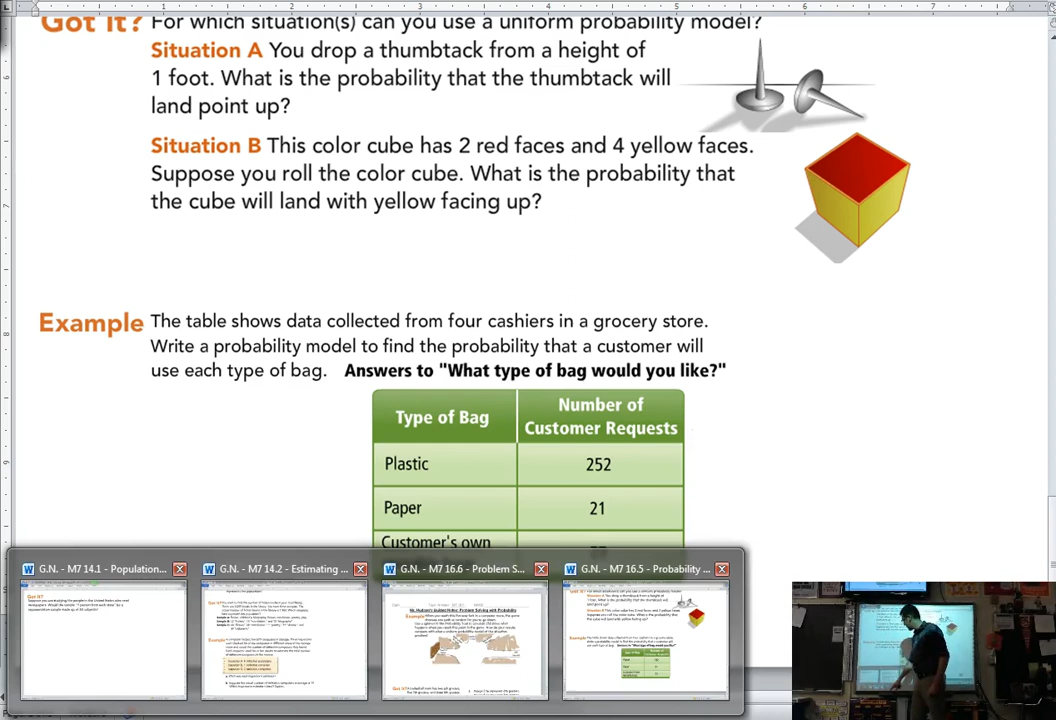 Got It? For which situation(s) can you use a uniform probability model?
Situation A You drop a thumbtack from a height of
1 foot. What is the probability that the thumbtack will
land point up?
Situation B This color cube has 2 red faces and 4 yellow faces.
Suppose you roll the color cube. What is the probability that
the cube will land with yellow facing up?
Example The table shows data collected from four cashiers in a grocery store.
Write a probability model to find the probability that a customer will
use each type of bag. Answers to "What type of bag would you like?"
Type of Bag
Number of
Customer Requests
Plastic 252
Paper 21
Customer's own
G.N. - M7 14.1 - Population...
G.N. - M7 14.2 - Estimating ...
G.N. - M7 16.6 - Problem S...
G.N. - M7 16.5 - Probability ...